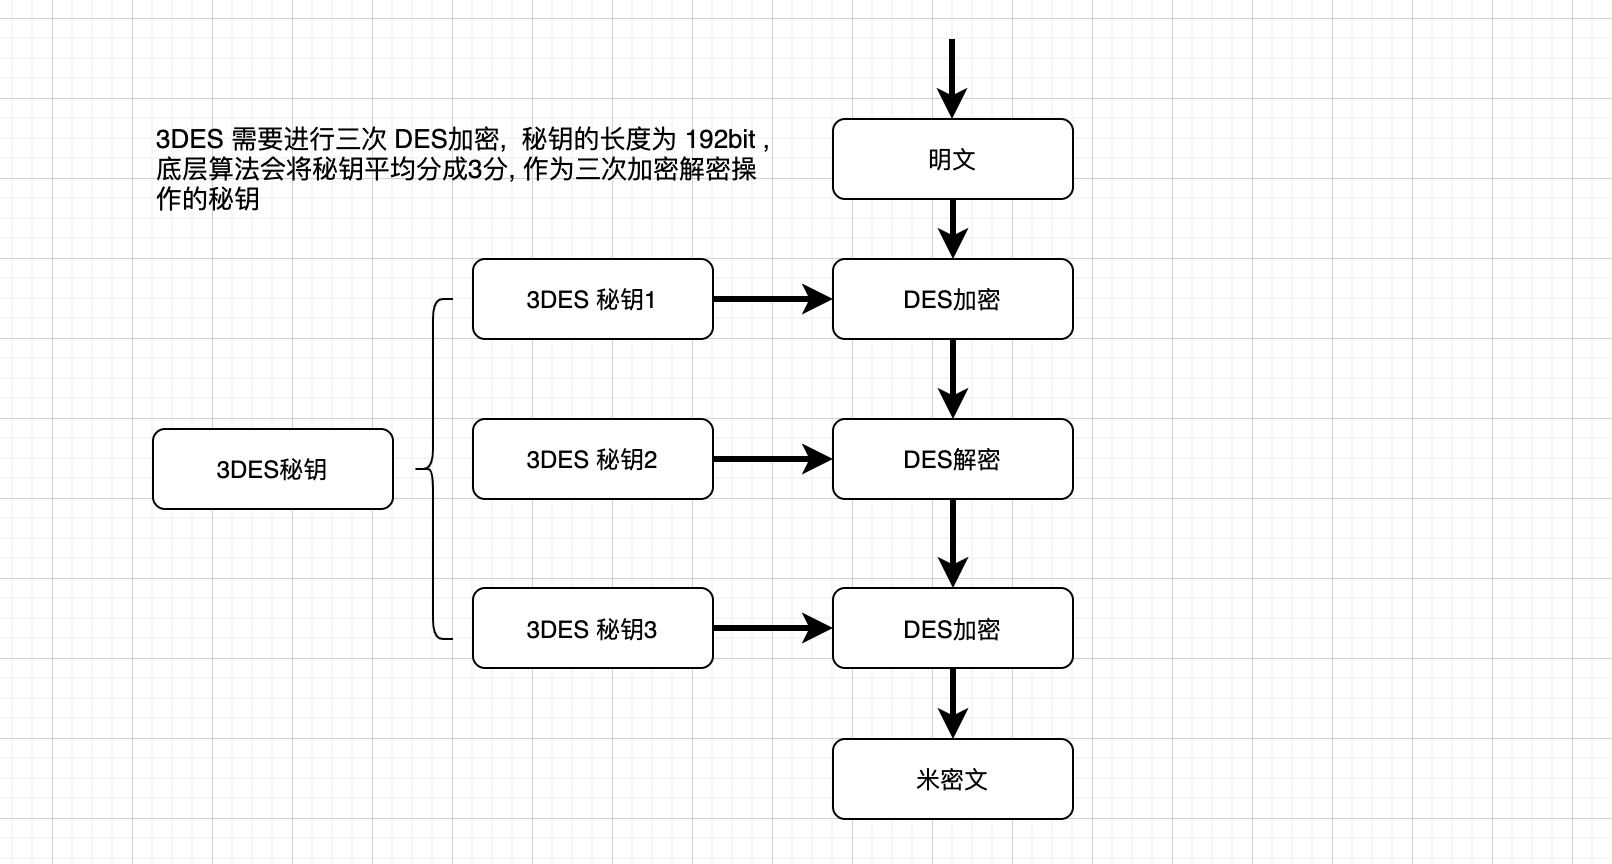 3DES 需要进行三次 DES加密,  秘钥的长度为 192bit ,
底层算法会将秘钥平均分成3分, 作为三次加密解密操
作的秘钥
明文
3DES 秘钥1
DES加密
3DES秘钥
3DES 秘钥2
DES解密
3DES 秘钥3
DES加密
米密文